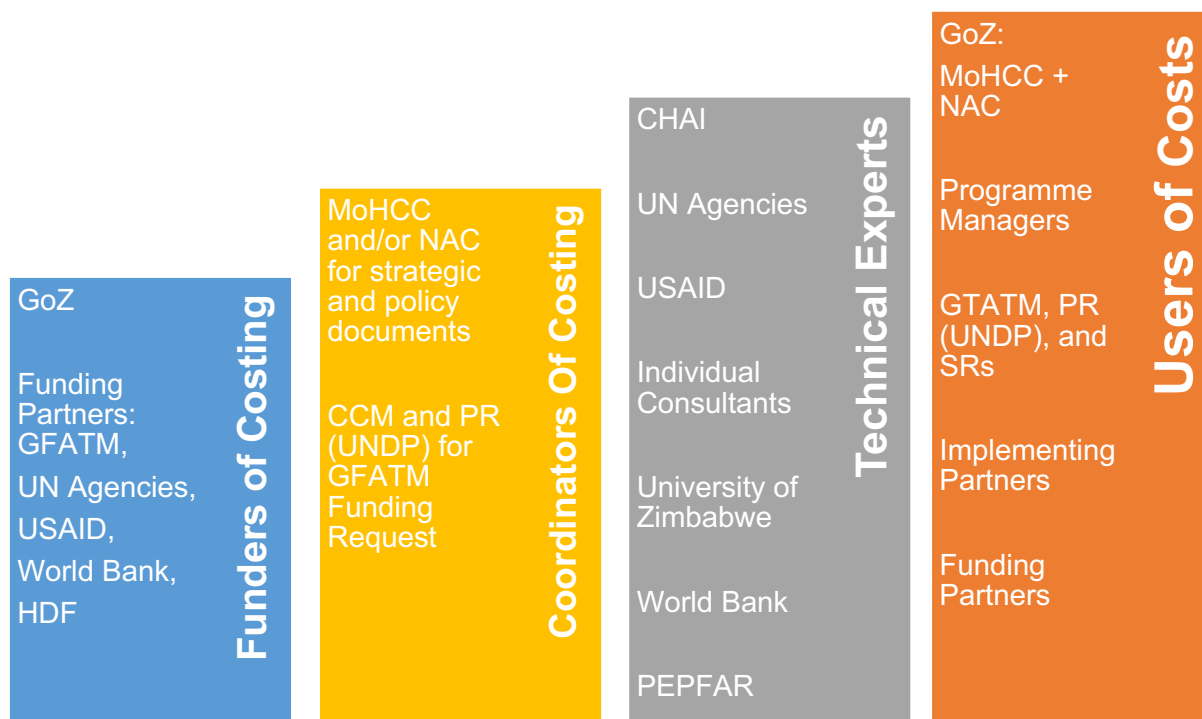 GoZ
Funding
Partners:
GFATM,
UN Agencies,
USAID,
World Bank,
HDF
Funders of Costing
MoHCC
and/or NAC
for strategic
and policy
documents
CCM and PR
(UNDP) for
GFATM
Funding
Request
Coordinators Of Costing
CHAI
UN Agencies
USAID
Individual
Consultants
University of
Zimbabwe
World Bank
PEPFAR
Technical Experts
GoZ:
MoHCC +
NAC
Programme
Managers
GTATM, PR
(UNDP), and
SRs
Implementing
Partners
Funding
Partners
Users of Costs